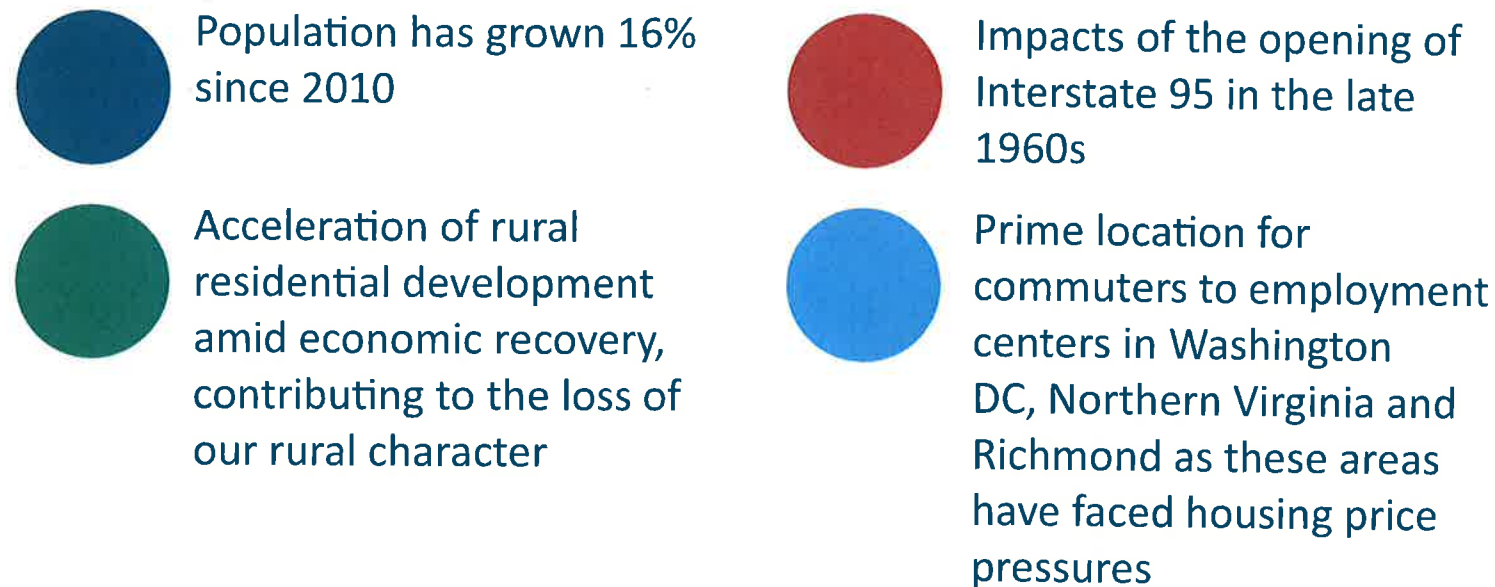 Population has grown 16%
since 2010
Acceleration of rural
residential development
amid economic recovery,
contributing to the loss of
our rural character
Impacts of the opening of
Interstate 95 in the late
1960s
Prime location for
commuters to employment
centers in Washington
DC, Northern Virginia and
Richmond as these areas
have faced housing price
pressures